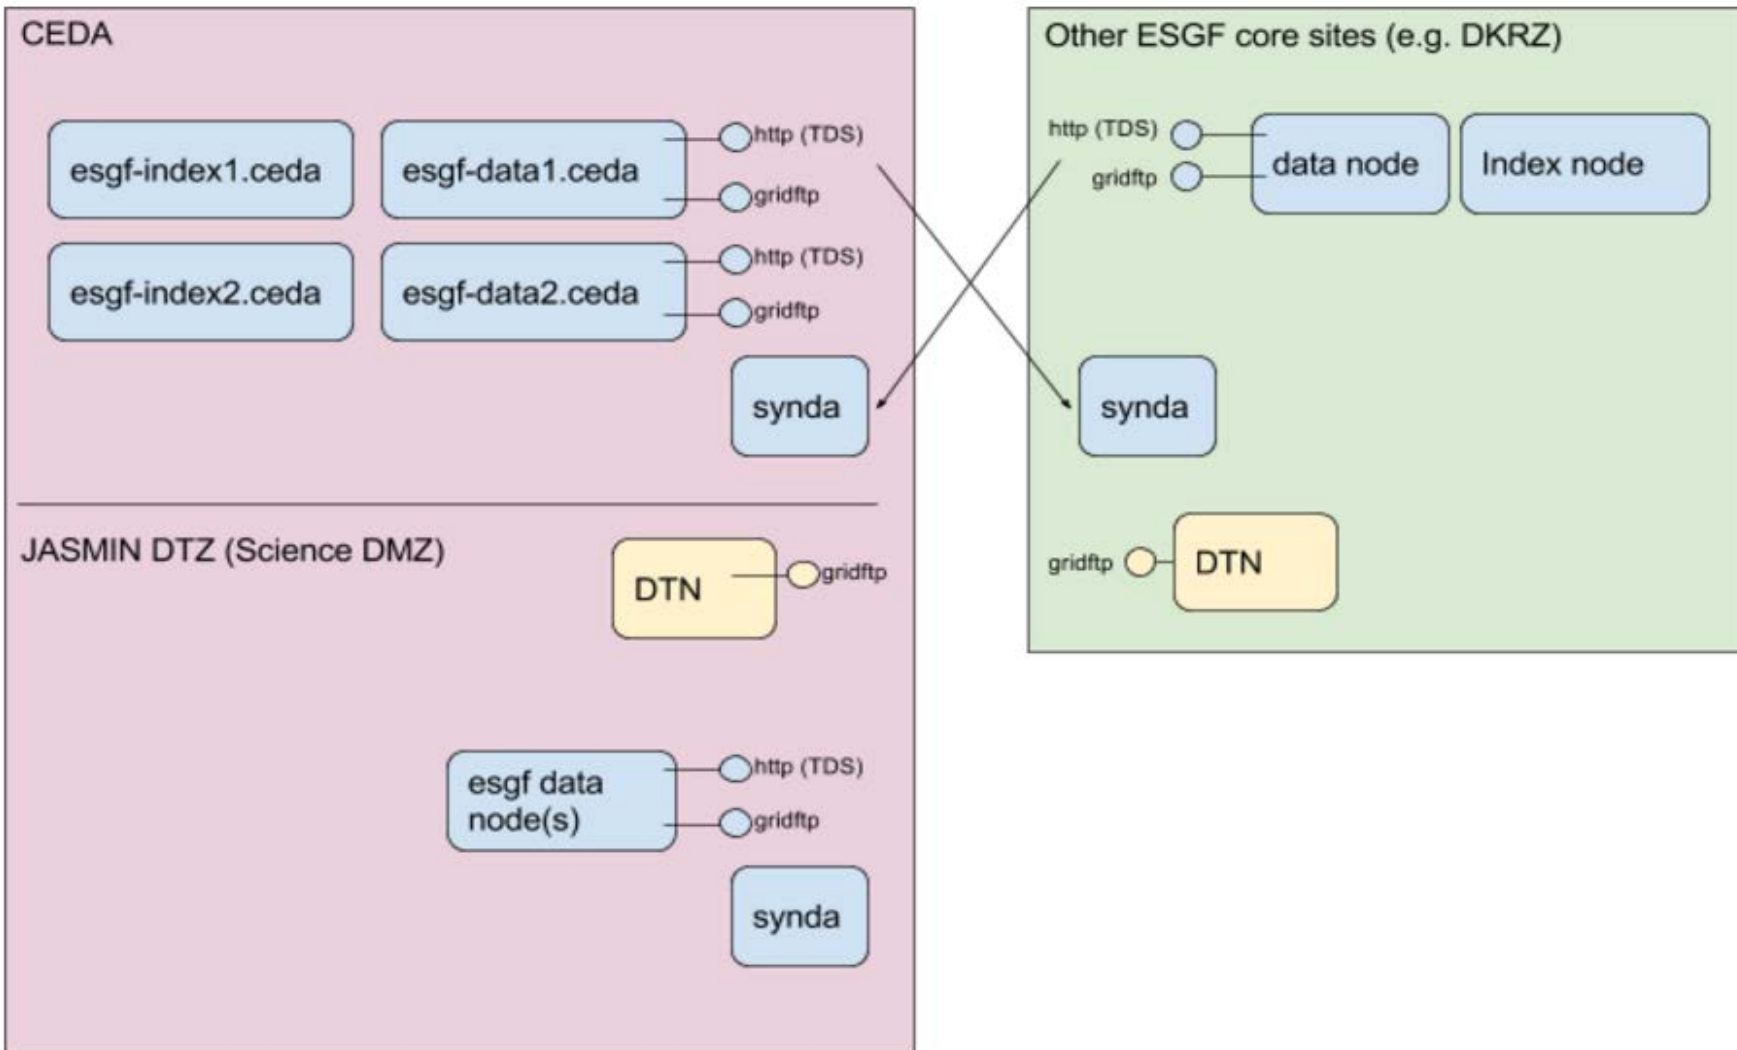 CEDA
esgf-index1.ceda
esgf-data1.ceda
http (TDS)
gridftp
esgf-index2.ceda
esgf-data2.ceda
http (TDS)
gridftp
synda
JASMIN DTZ (Science DMZ)
DTN
gridftp
esgf data
node(s)
http (TDS)
gridftp
synda
Other ESGF core sites (e.g. DKRZ)
http (TDS)
gridftp
data node
Index node
synda
gridftp
DTN